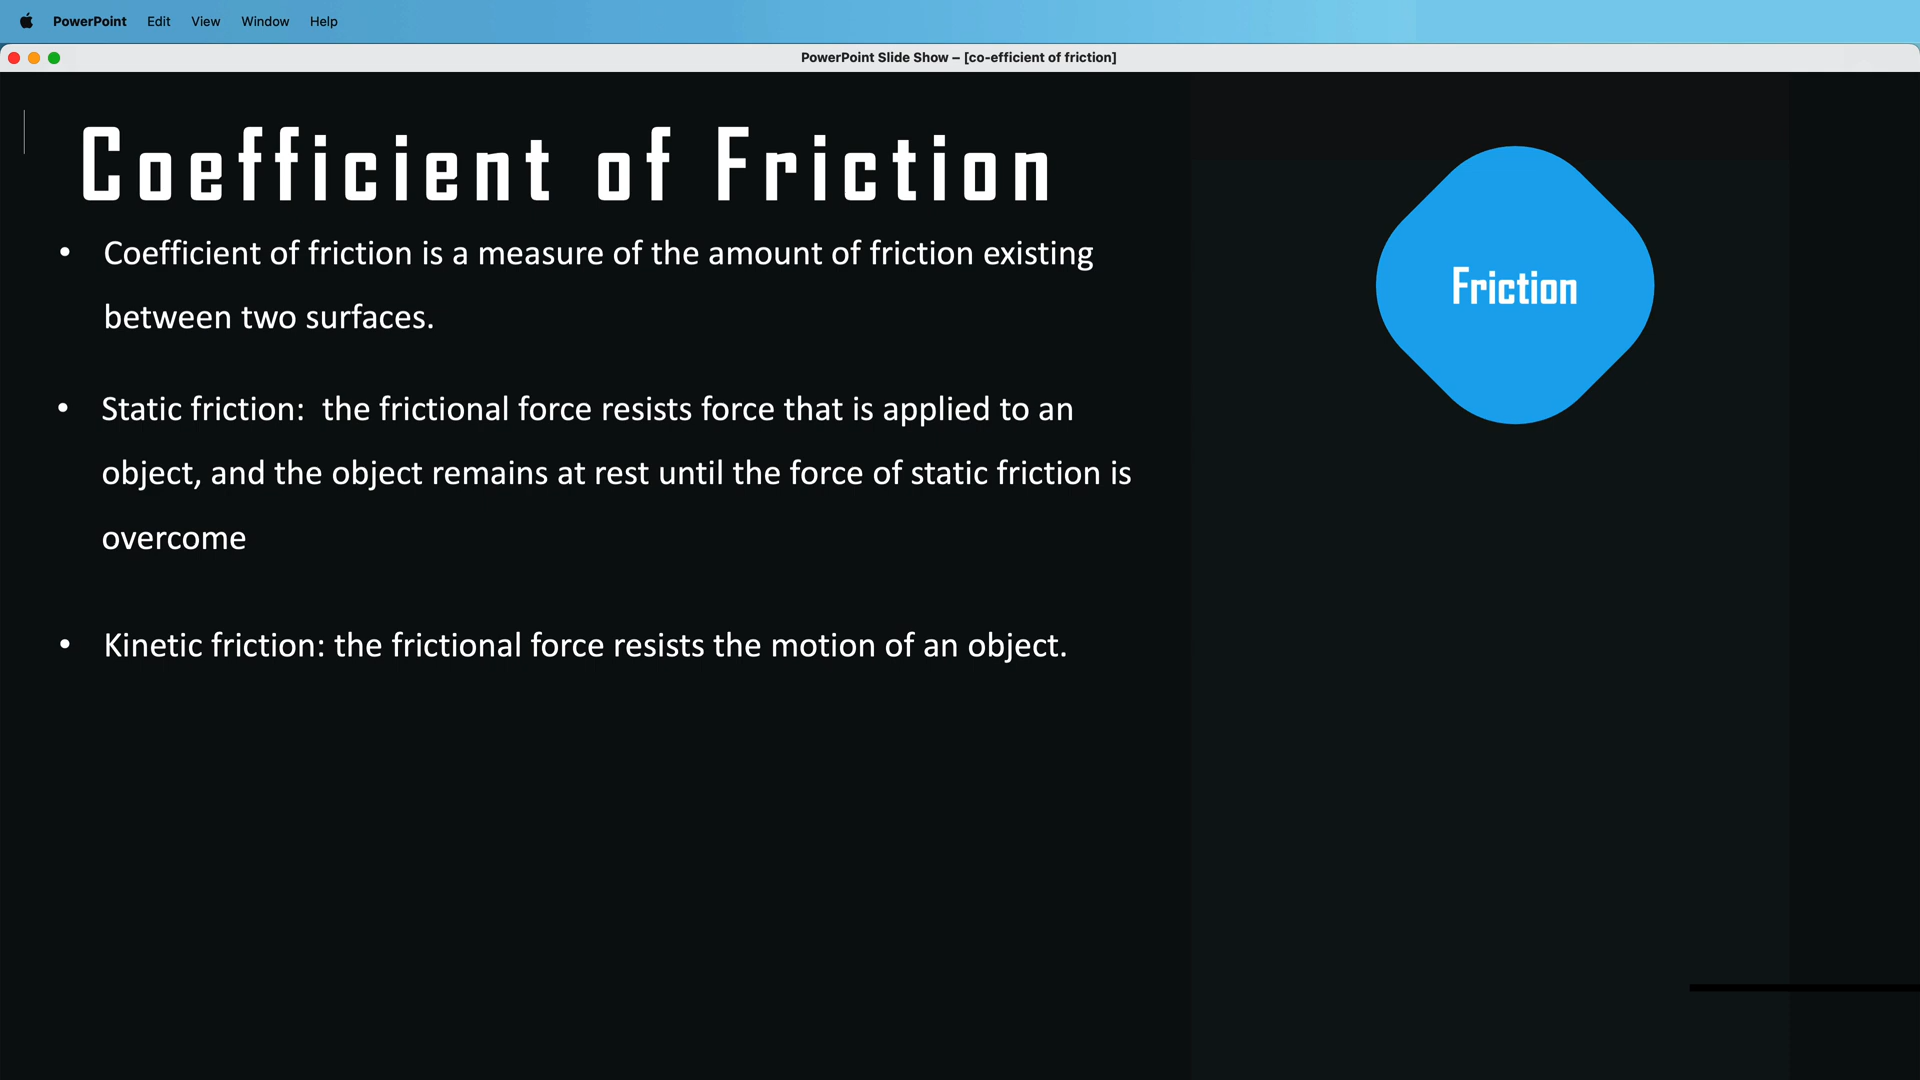 PowerPoint Edit View Window Help
PowerPoint Slide Show – [co-efficient of friction]
Coefficient of Friction
• Coefficient of friction is a measure of the amount of friction existing
between two surfaces.
• Static friction:  the frictional force resists force that is applied to an
object, and the object remains at rest until the force of static friction is
overcome
• Kinetic friction: the frictional force resists the motion of an object.
Friction